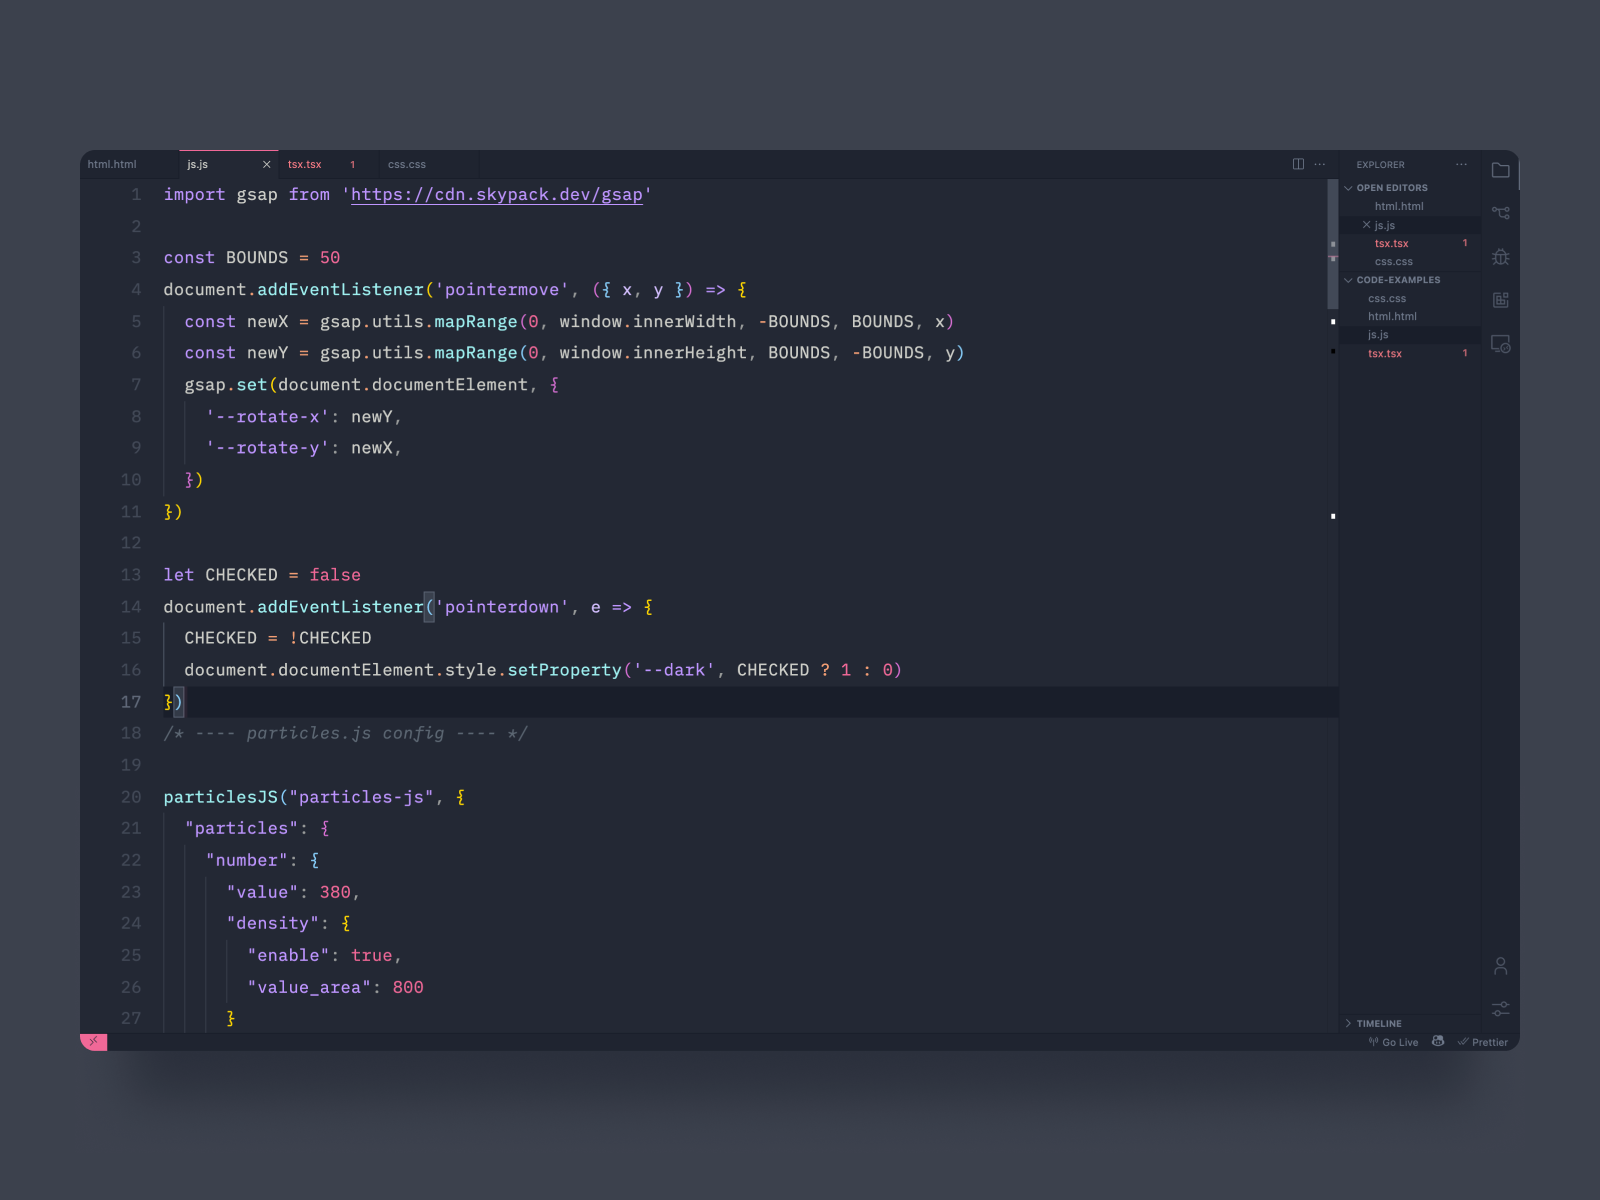 html.html js.js tsx.tsx 1 css.css
1 import gsap from 'https://cdn.skypack.dev/gsap'
2
3 const BOUNDS = 50
4 document.addEventListener('pointermove', ({ x, y }) => {
5 const newX = gsap.utils.mapRange(0, window.innerWidth, -BOUNDS, BOUNDS, x)
6 const newY = gsap.utils.mapRange(0, window.innerHeight, BOUNDS, -BOUNDS, y)
7 gsap.set(document.documentElement, {
8 '--rotate-x': newY,
9 '--rotate-y': newX,
10 })
11 })
12
13 let CHECKED = false
14 document.addEventListener('pointerdown', e => {
15 CHECKED = !CHECKED
16 document.documentElement.style.setProperty('--dark', CHECKED ? 1 : 0)
17 })
18 /* ---- particles.js config ---- */
19
20 particlesJS("particles-js", {
21 "particles": {
22 "number": {
23 "value": 380,
24 "density": {
25 "enable": true,
26 "value_area": 800
27 }
EXPLORER
OPEN EDITORS
html.html
js.js
tsx.tsx 1
css.css
CODE-EXAMPLES
css.css
html.html
js.js
tsx.tsx 1
TIMELINE
Go Live Prettier